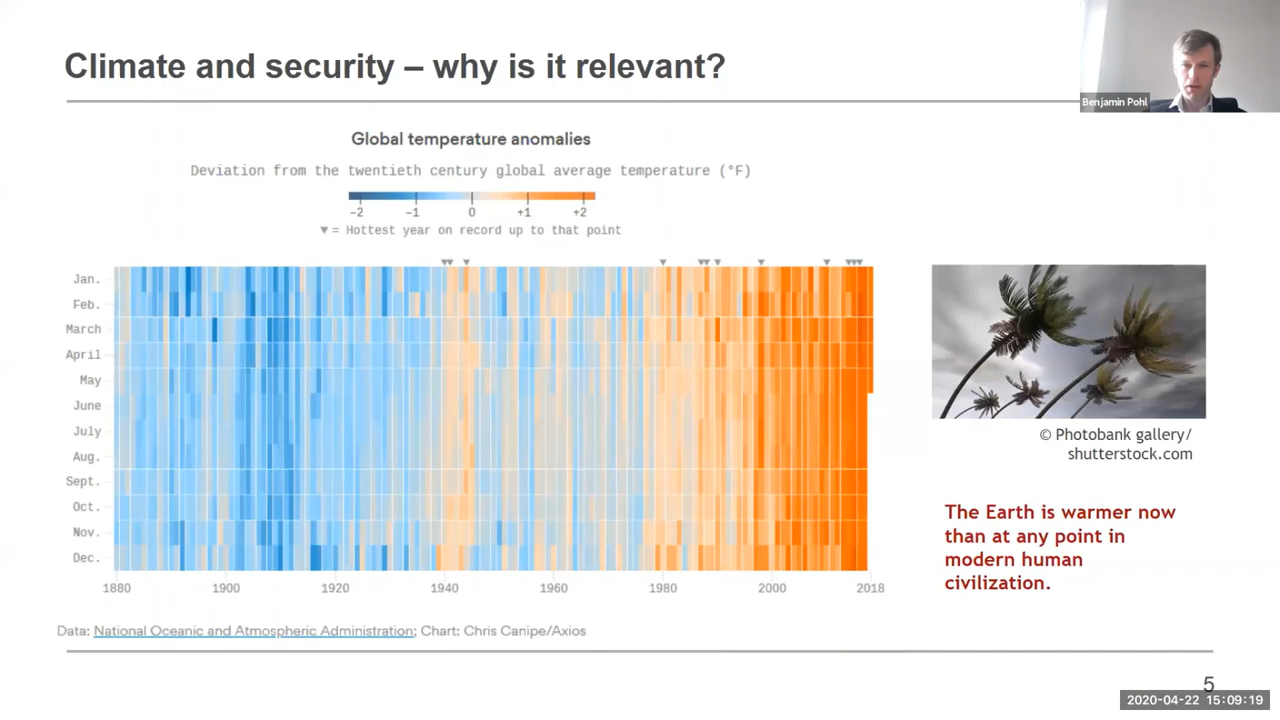 Climate and security – why is it relevant?
Benjamin Pohl
Global temperature anomalies
Deviation from the twentieth century global average temperature (°F)
−2 −1 0 +1 +2
▼ = Hottest year on record up to that point
Jan.
Feb.
March
April
May
June
July
Aug.
Sept.
Oct.
Nov.
Dec.
1880 1900 1920 1940 1960 1980 2000 2018
© Photobank gallery/
shutterstock.com
The Earth is warmer now
than at any point in
modern human
civilization.
Data: National Oceanic and Atmospheric Administration; Chart: Chris Canipe/Axios
5
2020-04-22 15:09:19